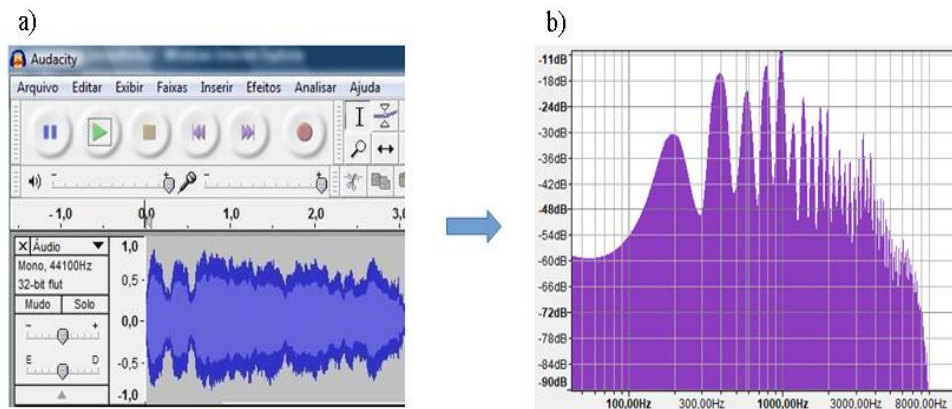 a)
Audacity
Arquivo Editar Exibir Faixas Inserir Efeitos Analisar Ajuda
- 1,0 0,0 1,0 2,0 3,0
X Áudio
Mono, 44100Hz
32-bit flut
Mudo Solo
- +
E D
1,0
0,5
0,0
-0,5
-1,0
b)
-11dB
-18dB
-24dB
-30dB
-36dB
-42dB
-48dB
-54dB
-60dB
-66dB
-72dB
-78dB
-84dB
-90dB
100.00Hz 300.00Hz 1000.00Hz 3000.00Hz 8000.00Hz